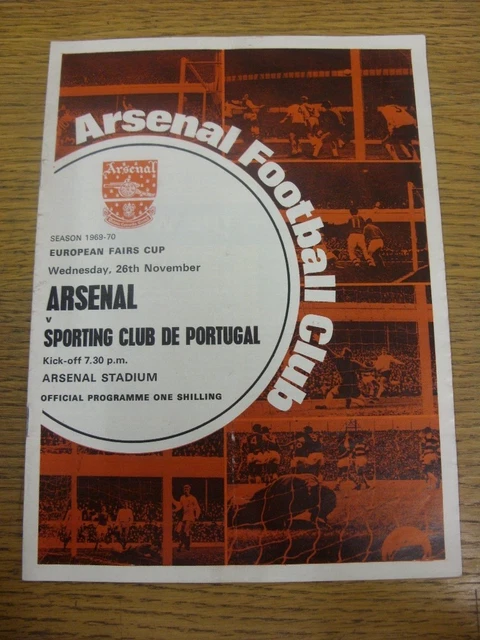 Arsenal Football Club
Arsenal
SEASON 1969-70
EUROPEAN FAIRS CUP
Wednesday, 26th November
ARSENAL
v
SPORTING CLUB DE PORTUGAL
Kick-off 7.30 p.m.
ARSENAL STADIUM
OFFICIAL PROGRAMME ONE SHILLING